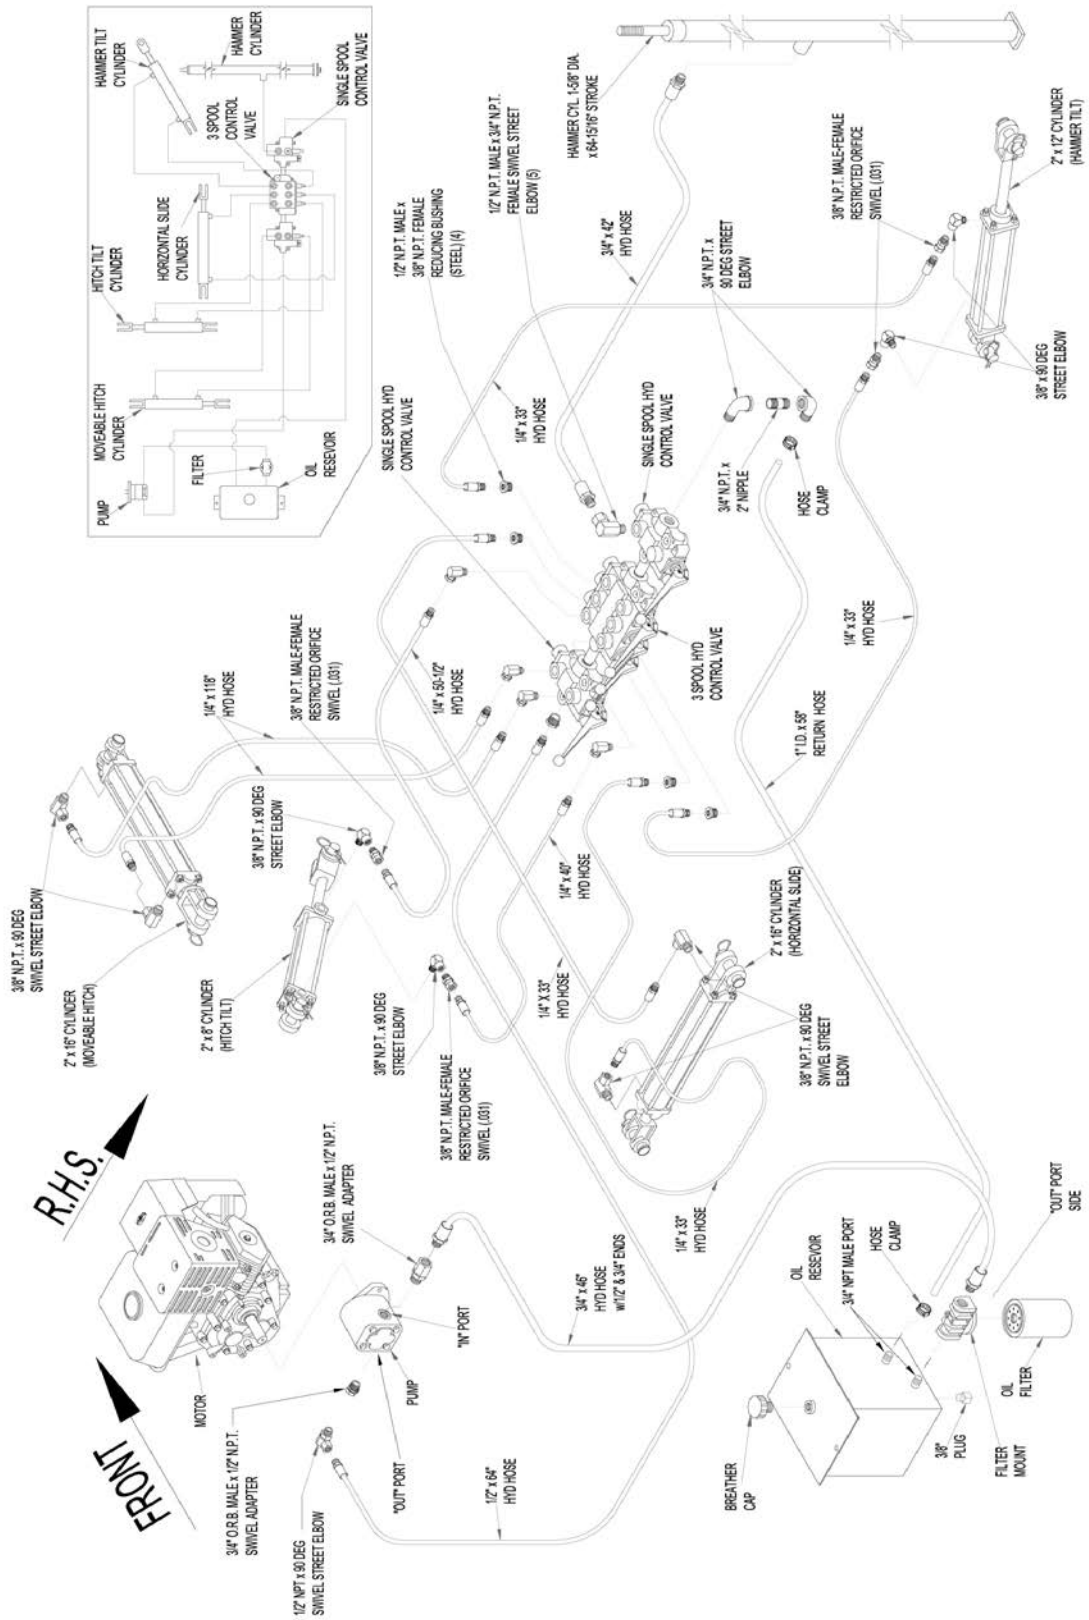 HAMMER TILT
CYLINDER
HAMMER
CYLINDER
3 SPOOL
CONTROL
VALVE
SINGLE SPOOL
CONTROL VALVE
HORIZONTAL SLIDE
CYLINDER
HITCH TILT
CYLINDER
MOVEABLE HITCH
CYLINDER
PUMP
FILTER
OIL
RESEVOIR
HAMMER CYL. 1-5/8" DIA.
x 64-15/16" STROKE
1/2" N.P.T. MALE x 3/4" N.P.T.
FEMALE SWIVEL STREET
ELBOW (5)
1/2" N.P.T. MALE x
3/8" N.P.T. FEMALE
REDUCING BUSHING
(STEEL) (4)
3/4" x 42"
HYD HOSE
3/4" N.P.T. x
90 DEG STREET
ELBOW
3/8" N.P.T. MALE-FEMALE
RESTRICTED ORIFICE
SWIVEL (.031)
2" x 12" CYLINDER
(HAMMER TILT)
3/8" x 90 DEG
STREET ELBOW
SINGLE SPOOL HYD
CONTROL VALVE
1/4" x 33"
HYD HOSE
SINGLE SPOOL HYD
CONTROL VALVE
3/4" N.P.T. x
2" NIPPLE
HOSE
CLAMP
1/4" x 33"
HYD HOSE
3 SPOOL HYD
CONTROL VALVE
1" I.D. x 58"
RETURN HOSE
1/4" x 118"
HYD HOSE
3/8" N.P.T. MALE-FEMALE
RESTRICTED ORIFICE
SWIVEL (.031)
1/4" x 50-1/2"
HYD HOSE
3/8" N.P.T. x 90 DEG
STREET ELBOW
3/8" N.P.T. x 90 DEG
SWIVEL STREET ELBOW
2" x 16" CYLINDER
(MOVEABLE HITCH)
2" x 8" CYLINDER
(HITCH TILT)
3/8" N.P.T. x 90 DEG
STREET ELBOW
3/8" N.P.T. MALE-FEMALE
RESTRICTED ORIFICE
SWIVEL (.031)
1/4" x 40"
HYD HOSE
1/4" X 33"
HYD HOSE
2" x 16" CYLINDER
(HORIZONTAL SLIDE)
3/8" N.P.T. x 90 DEG
SWIVEL STREET
ELBOW
1/4" x 33"
HYD HOSE
R.H.S.
FRONT
MOTOR
3/4" O.R.B. MALE x 1/2" N.P.T.
SWIVEL ADAPTER
"IN" PORT
PUMP
"OUT" PORT
3/4" O.R.B. MALE x 1/2" N.P.T.
SWIVEL ADAPTER
1/2" NPT x 90 DEG
SWIVEL STREET ELBOW
3/4" x 46"
HYD HOSE
w/1/2" & 3/4" ENDS
1/2" x 64"
HYD HOSE
OIL
RESEVOIR
3/4" NPT MALE PORT
HOSE
CLAMP
"OUT" PORT
SIDE
BREATHER
CAP
3/8"
PLUG
FILTER
MOUNT
OIL
FILTER